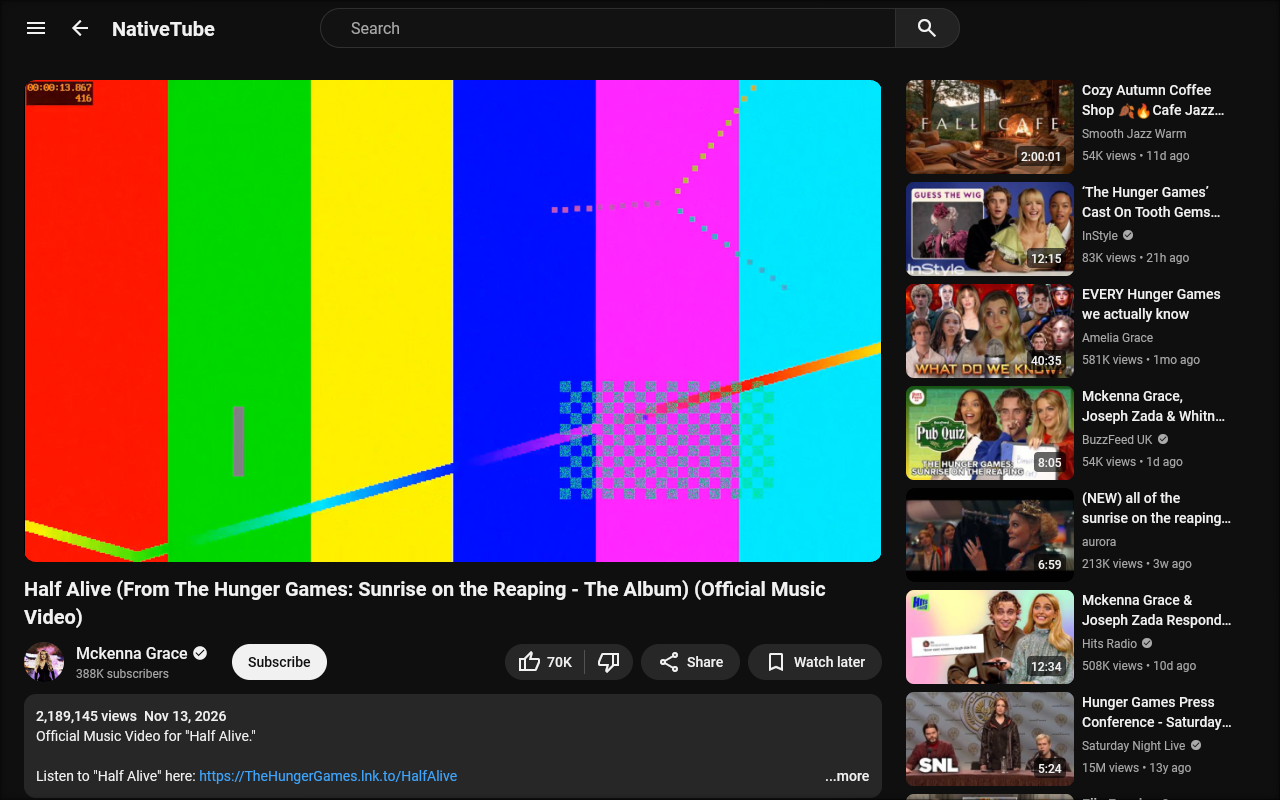 NativeTube
Search
00:00:13.867
416
Half Alive (From The Hunger Games: Sunrise on the Reaping - The Album) (Official Music
Video)
Mckenna Grace
388K subscribers
Subscribe
70K
Share
Watch later
2,189,145 views Nov 13, 2026
Official Music Video for "Half Alive."
Listen to "Half Alive" here: https://TheHungerGames.lnk.to/HalfAlive
...more
FALL CAFE
2:00:01
Cozy Autumn Coffee
Shop 🍂🔥Cafe Jazz...
Smooth Jazz Warm
54K views • 11d ago
GUESS THE WIG
InStyle
12:15
‘The Hunger Games’
Cast On Tooth Gems...
InStyle
83K views • 21h ago
WHAT DO WE KNOW?
40:35
EVERY Hunger Games
we actually know
Amelia Grace
581K views • 1mo ago
Pub Quiz
THE HUNGER GAMES:
SUNRISE ON THE REAPING
8:05
Mckenna Grace,
Joseph Zada & Whitn...
BuzzFeed UK
54K views • 1d ago
6:59
(NEW) all of the
sunrise on the reaping...
aurora
213K views • 3w ago
Hits
12:34
Mckenna Grace &
Joseph Zada Respond...
Hits Radio
508K views • 10d ago
SNL
5:24
Hunger Games Press
Conference - Saturday...
Saturday Night Live
15M views • 13y ago